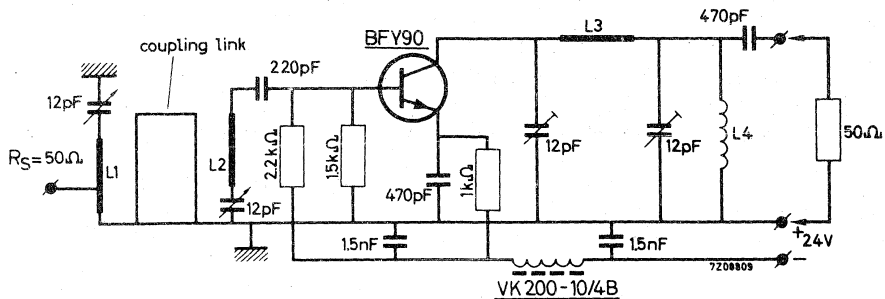 470pF
BFY90
L3
coupling link
220pF
12pF
12pF
12pF
50Ω
L4
RS=50Ω
L1
L2
2.2kΩ
1.5kΩ
470pF
1kΩ
12pF
1.5nF
1.5nF
+
24V
−
7Z08809
VK200-10/4B